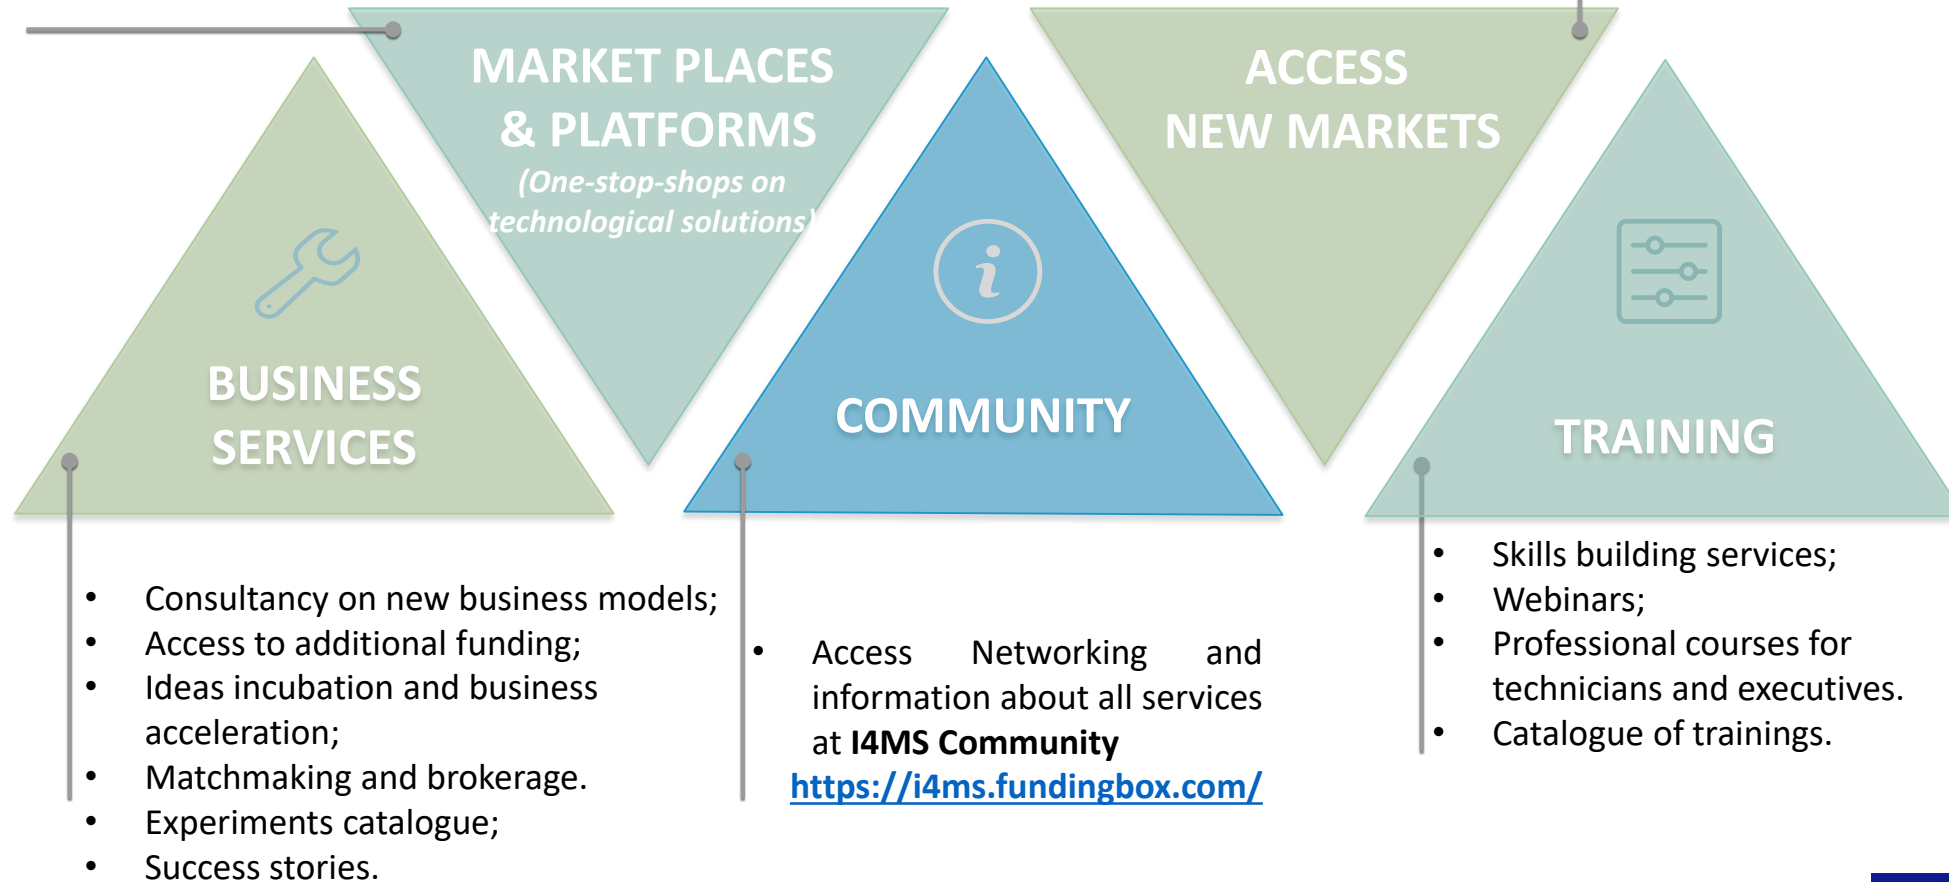 MARKET PLACES
& PLATFORMS
(One-stop-shops on
technological solutions)
ACCESS
NEW MARKETS
BUSINESS
SERVICES
COMMUNITY
TRAINING
• Consultancy on new business models;
• Access to additional funding;
• Ideas incubation and business
acceleration;
• Matchmaking and brokerage.
• Experiments catalogue;
• Success stories.
• Access Networking and
information about all services
at I4MS Community
https://i4ms.fundingbox.com/
• Skills building services;
• Webinars;
• Professional courses for
technicians and executives.
• Catalogue of trainings.